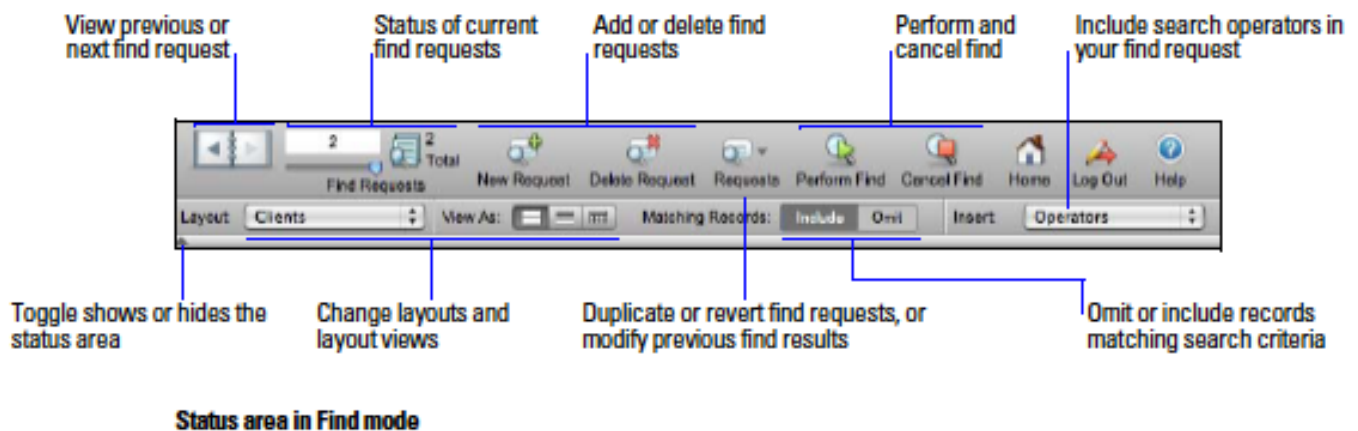 View previous or
next find request
Status of current
find requests
Add or delete find
requests
Perform and
cancel find
Include search operators in
your find request
2
2
Total
Find Requests
New Request
Delete Request
Requests
Perform Find
Cancel Find
Home
Log Out
Help
Layout
Clients
View As:
Matching Records:
Include
Omit
Insert
Operators
Toggle shows or hides the
status area
Change layouts and
layout views
Duplicate or revert find requests, or
modify previous find results
Omit or include records
matching search criteria
Status area in Find mode